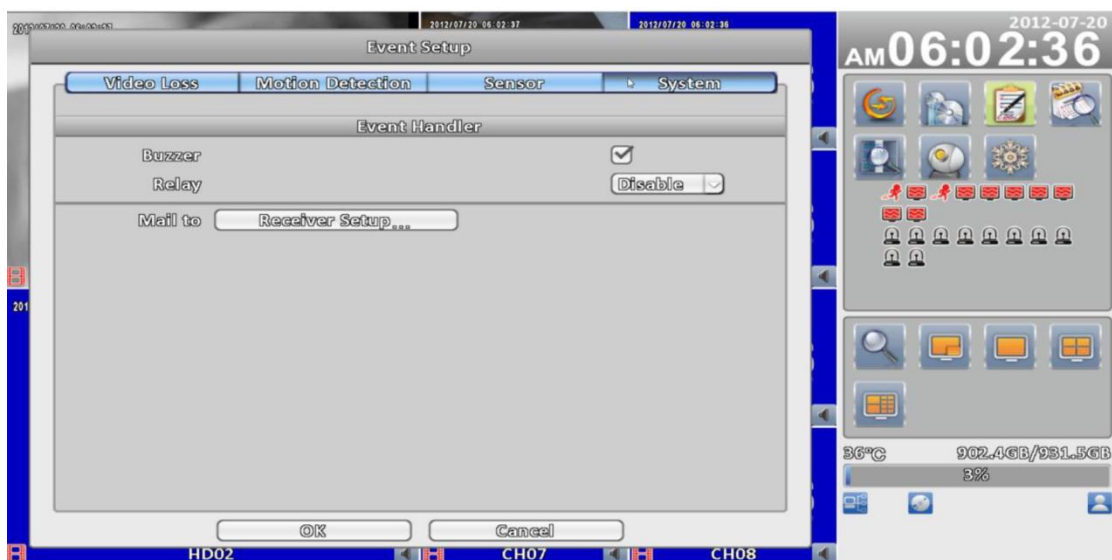 2012/07/20 06:02:37
2012/07/20 06:02:36
2012-07-20
AM06:02:36
Event Setup
Video Loss
Motion Detection
Sensor
System
Event Handler
Buzzer
Relay
Disable
Mail to
Receiver Setup...
201
36°C
902.4GB/931.5GB
3%
OK
Cancel
HD02
CH07
CH08